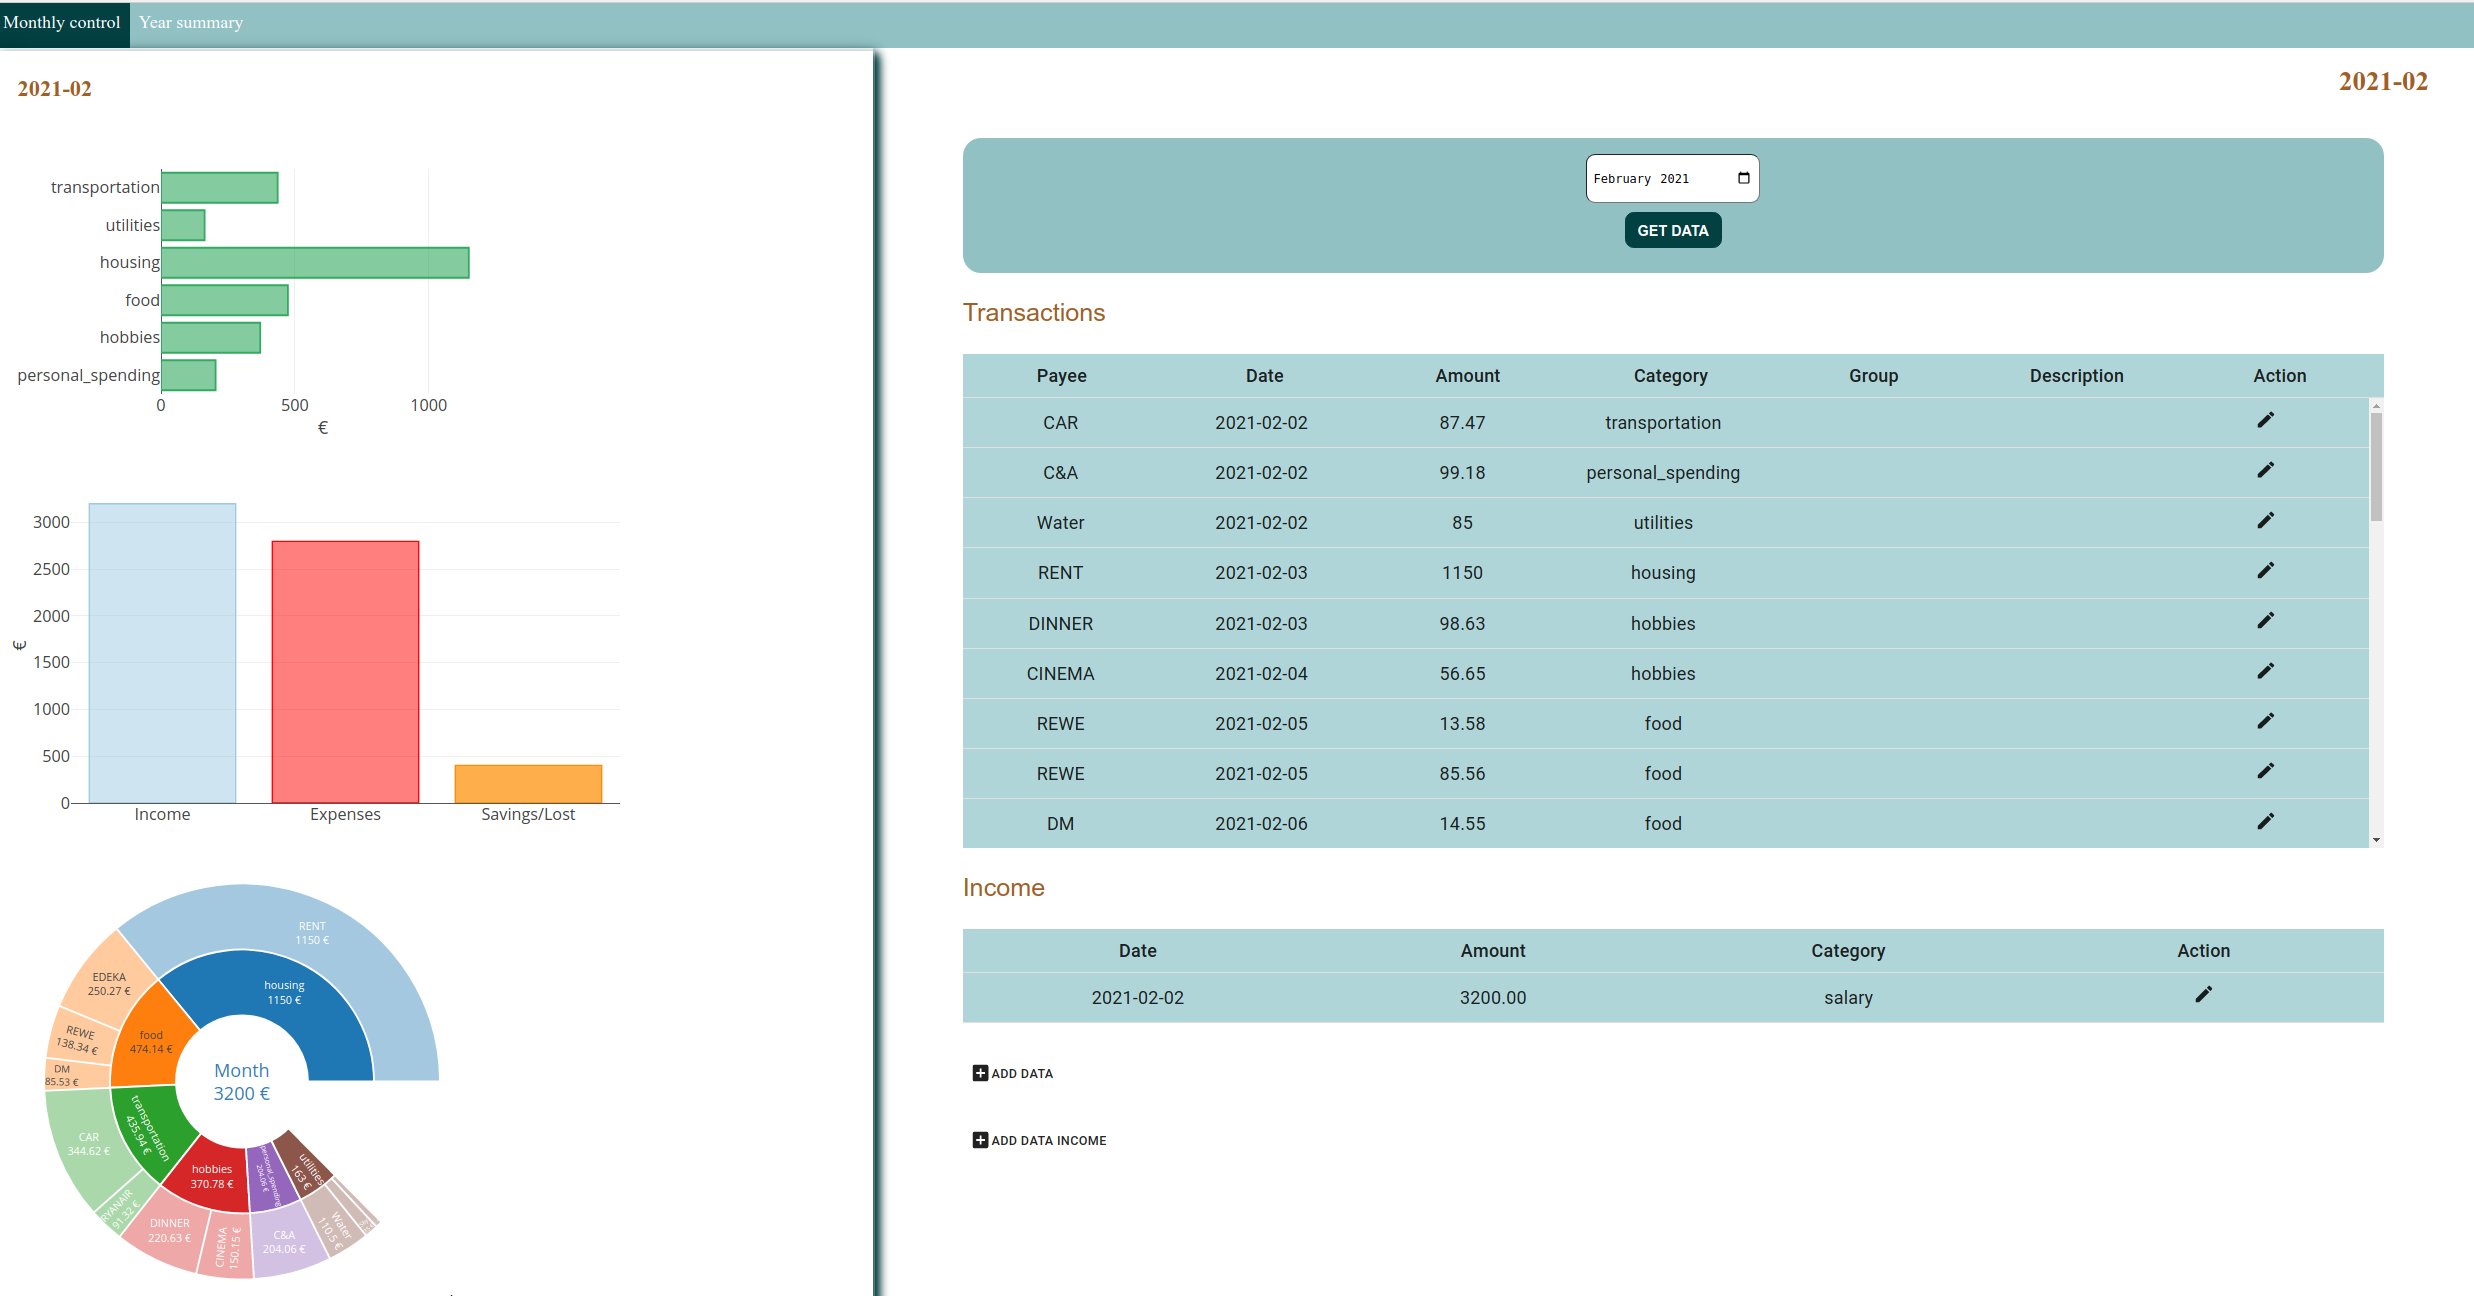 Monthly control Year summary
2021-02
transportation
utilities
housing
food
hobbies
personal_spending
0 500 1000
€
3000
2500
2000
1500
1000
500
0
€
Income Expenses Savings/Lost
RENT
1150 €
housing
1150 €
EDEKA
250.27 €
food
474.14 €
REWE
138.34 €
DM
85.53 €
Month
3200 €
transportation
435.94 €
CAR
344.62 €
RYANAIR
91.32 €
hobbies
370.78 €
DINNER
220.63 €
CINEMA
150.15 €
personal_spending
204.06 €
C&A
204.06 €
utilities
163 €
Water
110.5 €
2021-02
February 2021
GET DATA
Transactions
Payee Date Amount Category Group Description Action
CAR 2021-02-02 87.47 transportation
C&A 2021-02-02 99.18 personal_spending
Water 2021-02-02 85 utilities
RENT 2021-02-03 1150 housing
DINNER 2021-02-03 98.63 hobbies
CINEMA 2021-02-04 56.65 hobbies
REWE 2021-02-05 13.58 food
REWE 2021-02-05 85.56 food
DM 2021-02-06 14.55 food
Income
Date Amount Category Action
2021-02-02 3200.00 salary
ADD DATA
ADD DATA INCOME